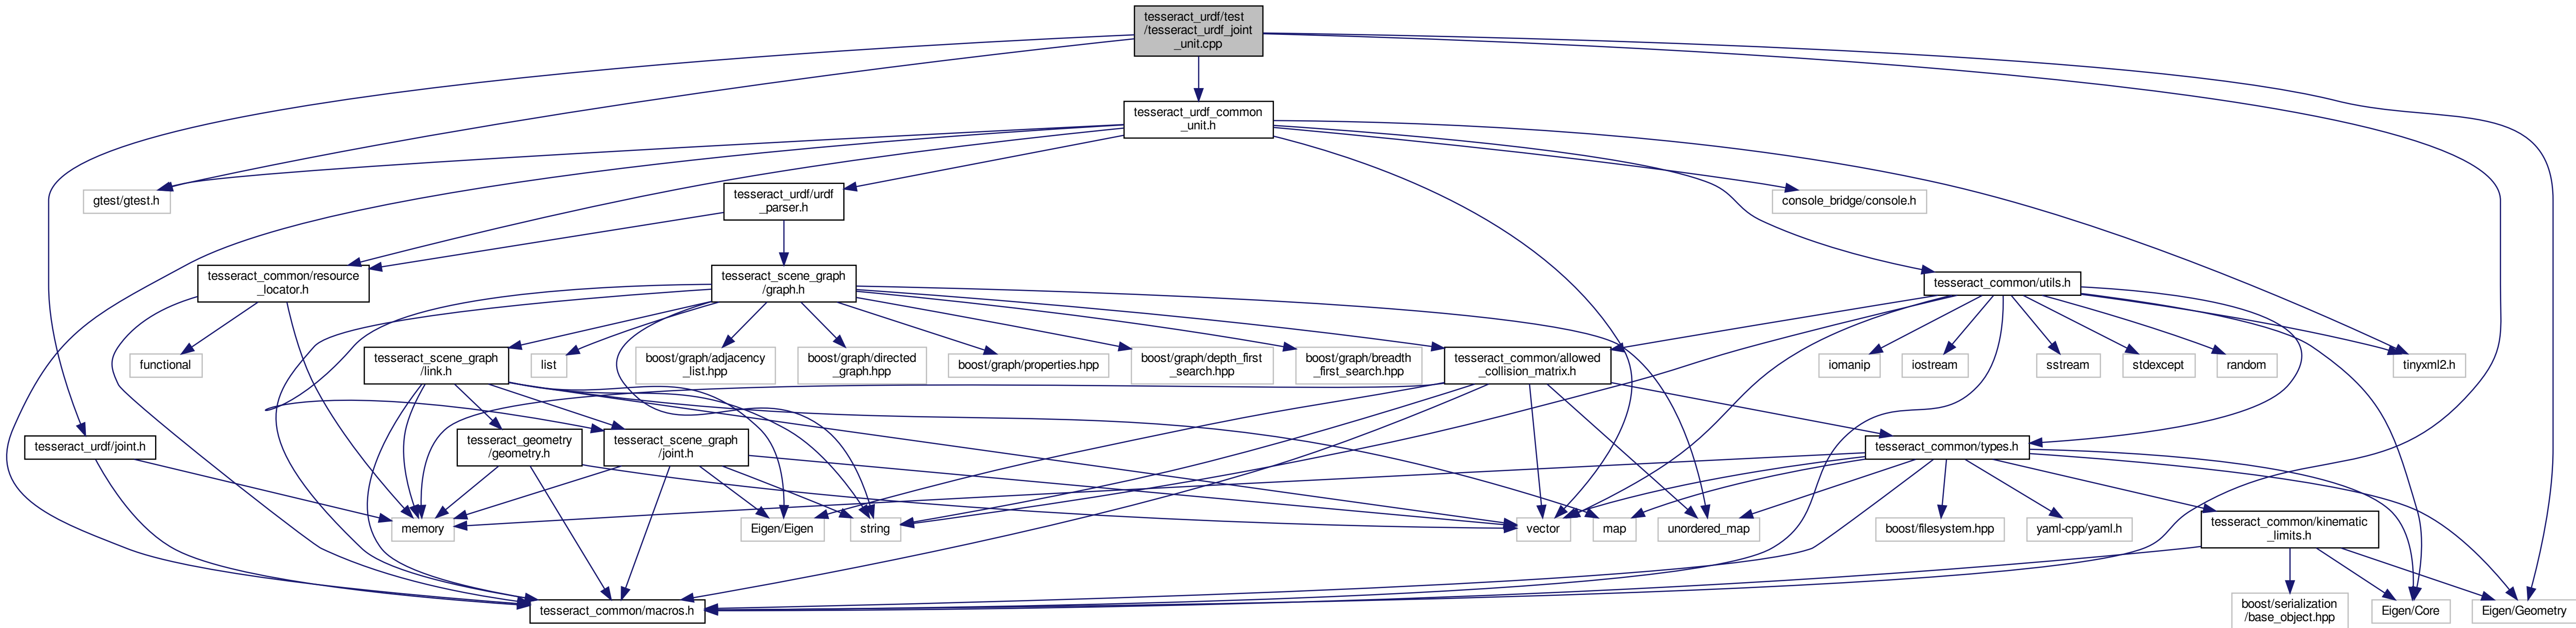 tesseract_urdf/test
/tesseract_urdf_joint
_unit.cpp
tesseract_urdf_common
_unit.h
gtest/gtest.h
tesseract_urdf/urdf
_parser.h
console_bridge/console.h
tesseract_common/resource
_locator.h
tesseract_scene_graph
/graph.h
tesseract_common/utils.h
functional
tesseract_scene_graph
/link.h
list
boost/graph/adjacency
_list.hpp
boost/graph/directed
_graph.hpp
boost/graph/properties.hpp
boost/graph/depth_first
_search.hpp
boost/graph/breadth
_first_search.hpp
tesseract_common/allowed
_collision_matrix.h
iomanip
iostream
sstream
stdexcept
random
tinyxml2.h
tesseract_urdf/joint.h
tesseract_geometry
/geometry.h
tesseract_scene_graph
/joint.h
tesseract_common/types.h
memory
Eigen/Eigen
string
vector
map
unordered_map
boost/filesystem.hpp
yaml-cpp/yaml.h
tesseract_common/kinematic
_limits.h
tesseract_common/macros.h
boost/serialization
/base_object.hpp
Eigen/Core
Eigen/Geometry